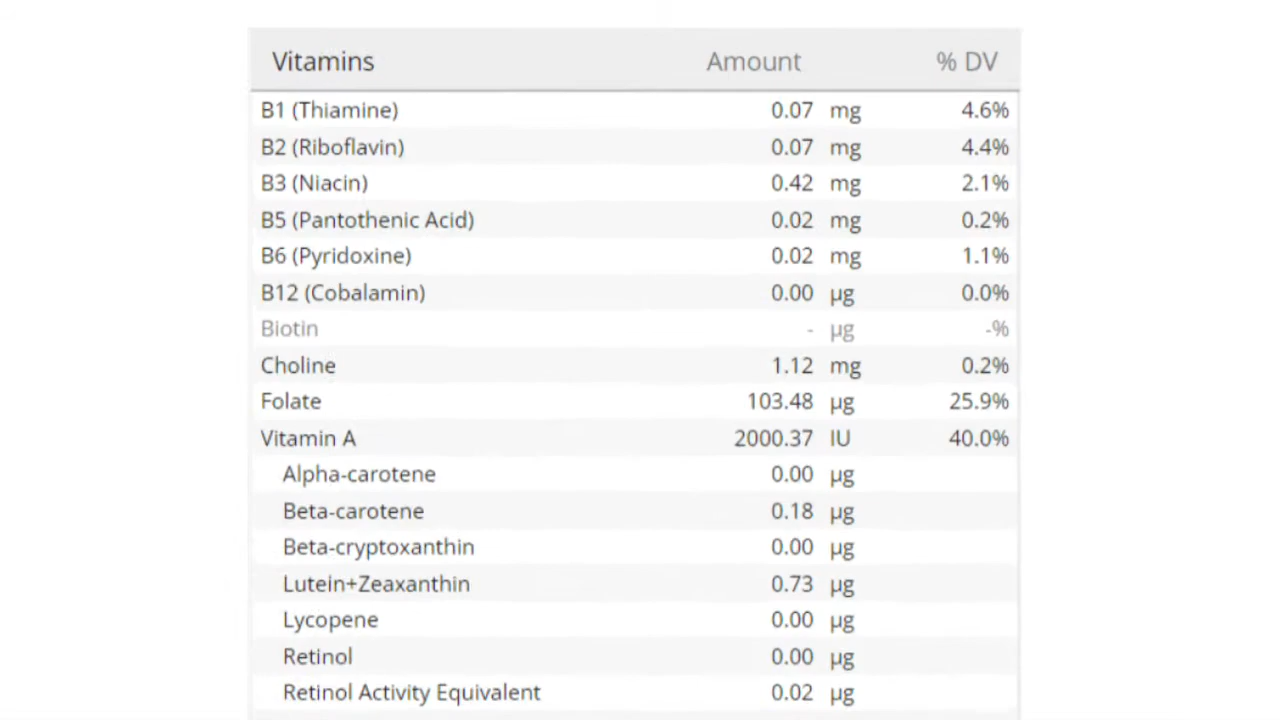 Vitamins Amount % DV
B1 (Thiamine) 0.07 mg 4.6%
B2 (Riboflavin) 0.07 mg 4.4%
B3 (Niacin) 0.42 mg 2.1%
B5 (Pantothenic Acid) 0.02 mg 0.2%
B6 (Pyridoxine) 0.02 mg 1.1%
B12 (Cobalamin) 0.00 µg 0.0%
Biotin - µg -%
Choline 1.12 mg 0.2%
Folate 103.48 µg 25.9%
Vitamin A 2000.37 IU 40.0%
Alpha-carotene 0.00 µg
Beta-carotene 0.18 µg
Beta-cryptoxanthin 0.00 µg
Lutein+Zeaxanthin 0.73 µg
Lycopene 0.00 µg
Retinol 0.00 µg
Retinol Activity Equivalent 0.02 µg